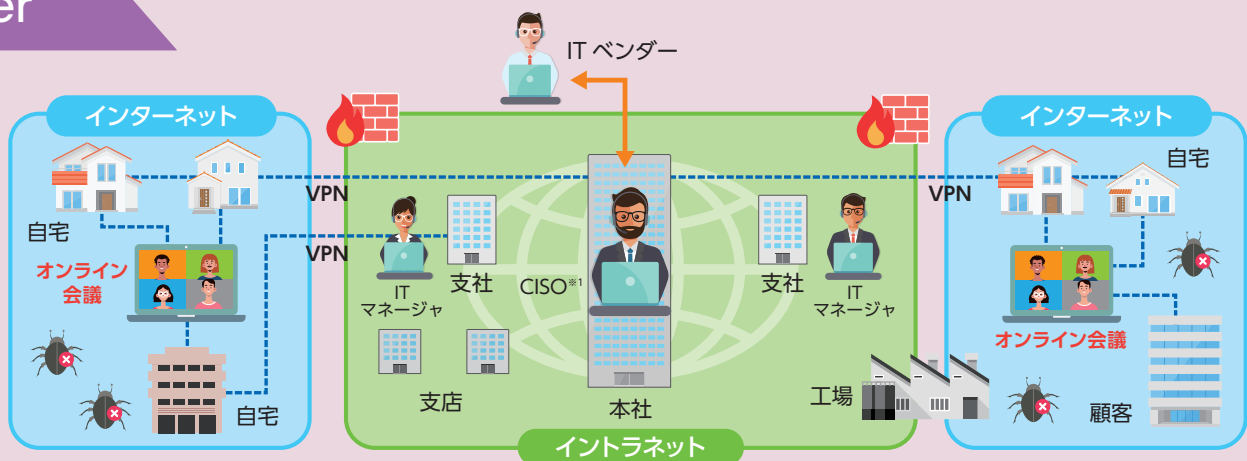 er
IT ベンダー
インターネット
インターネット
自宅
VPN
VPN
自宅
VPN
オンライン
会議
IT
マネージャ
支社
CISO※1
支社
IT
マネージャ
オンライン会議
支店
本社
工場
自宅
顧客
イントラネット